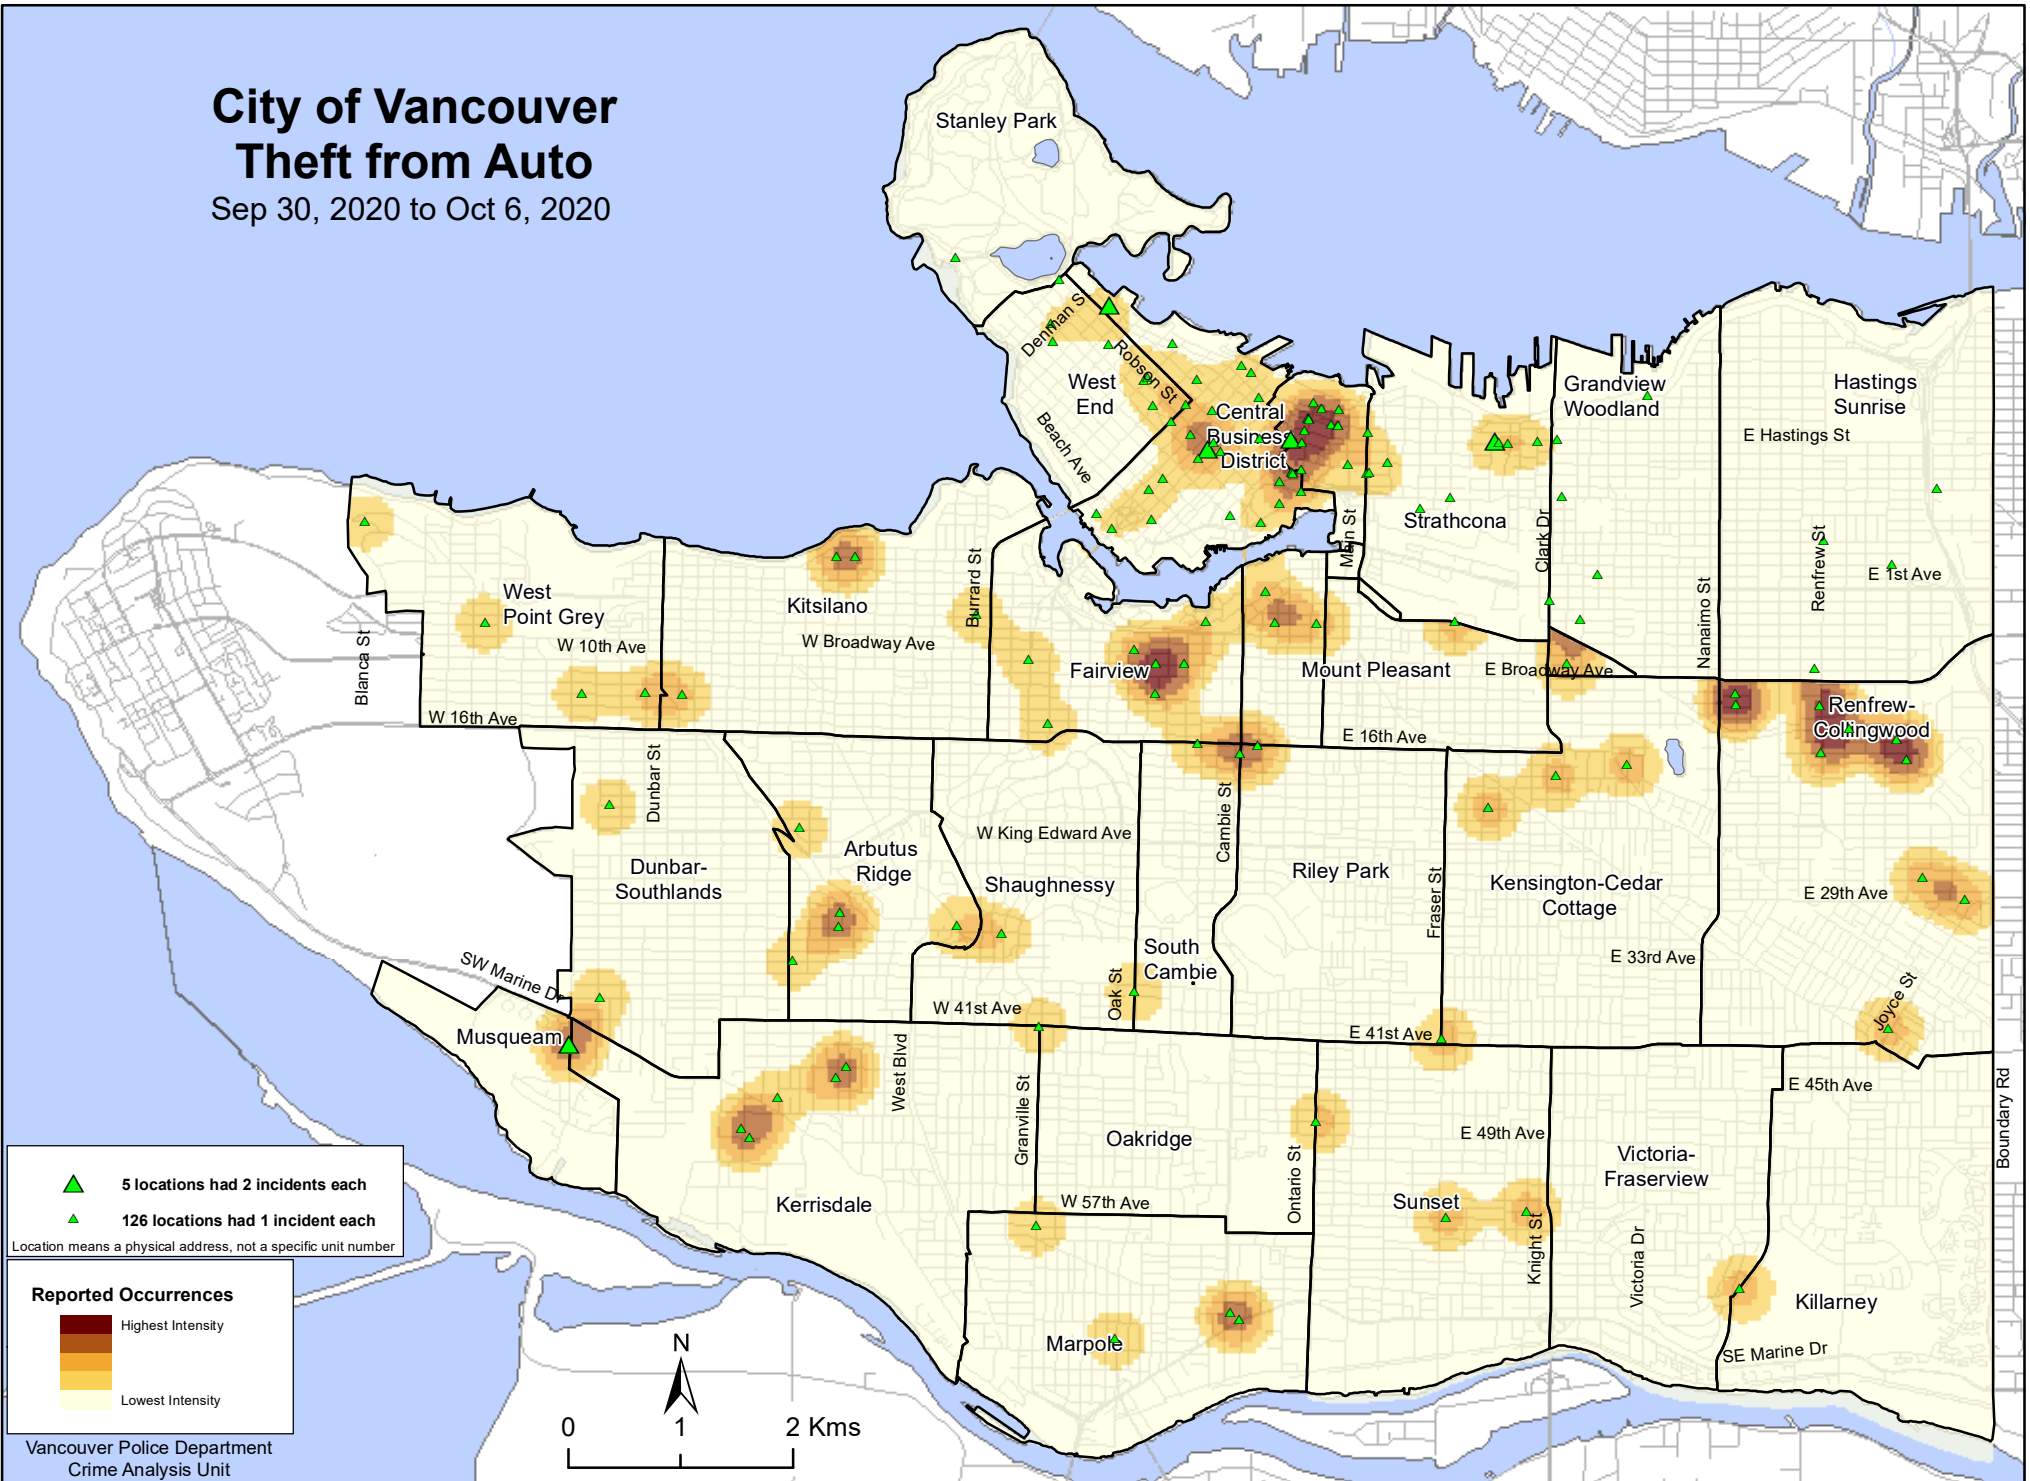 City of Vancouver
Theft from Auto
Sep 30, 2020 to Oct 6, 2020
Stanley Park
Denman S
Robson St
West
End
Beach Ave
Central
Business
District
Grandview
Woodland
Hastings
Sunrise
E Hastings St
Strathcona
Main St
Clark Dr
Nanaimo St
Renfrew St
E 1st Ave
West
Point Grey
Kitsilano
Burrard St
W 10th Ave
W Broadway Ave
Blanca St
Fairview
Mount Pleasant
E Broadway Ave
W 16th Ave
E 16th Ave
Renfrew-
Collingwood
Dunbar St
Cambie St
W King Edward Ave
Arbutus
Ridge
Dunbar-
Southlands
Shaughnessy
Riley Park
Fraser St
Kensington-Cedar
Cottage
E 29th Ave
South
Cambie
E 33rd Ave
SW Marine Dr
Oak St
W 41st Ave
E 41st Ave
Joyce St
Musqueam
West Blvd
Granville St
Oakridge
E 45th Ave
E 49th Ave
Boundary Rd
Ontario St
Victoria-
Fraserview
Kerrisdale
W 57th Ave
Sunset
Knight St
Victoria Dr
Killarney
Marpole
SE Marine Dr
5 locations had 2 incidents each
126 locations had 1 incident each
Location means a physical address, not a specific unit number
Reported Occurrences
Highest Intensity
Lowest Intensity
Vancouver Police Department
Crime Analysis Unit
N
0 1 2 Kms